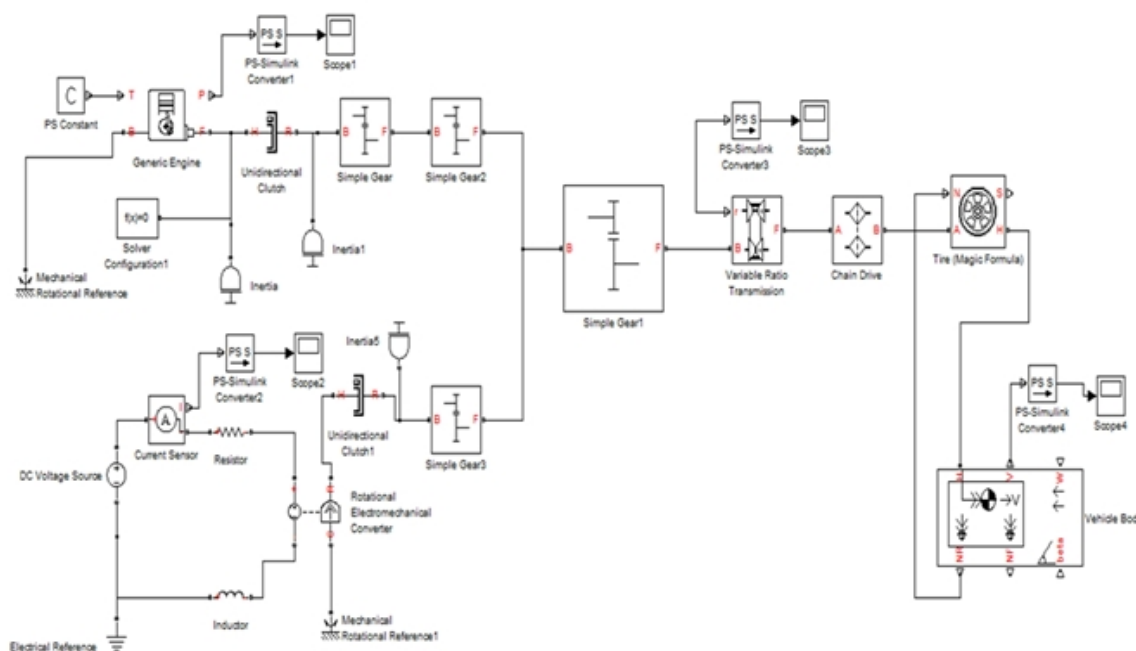 PS S
PS-Simulink
Converter1
Scope1
C
PS Constant
T
P
B
F
Generic Engine
Unidirectional
Clutch
B
F
Simple Gear
B
F
Simple Gear2
f(x)=0
Solver
Configuration1
Mechanical
Rotational Reference
Inertia
Inertia1
PS S
PS-Simulink
Converter3
Scope3
B
F
Simple Gear1
r
B
F
Variable Ratio
Transmission
A
B
Chain Drive
N
S
A
H
Tire (Magic Formula)
Inertia5
PS S
PS-Simulink
Converter2
Scope2
I
A
Current Sensor
Resistor
DC Voltage Source
Unidirectional
Clutch1
B
F
Simple Gear3
Rotational
Electromechanical
Converter
Inductor
Electrical Reference
Mechanical
Rotational Reference1
PS S
PS-Simulink
Converter4
Scope4
H
V
W
V
NR
NF
beta
Vehicle Bod